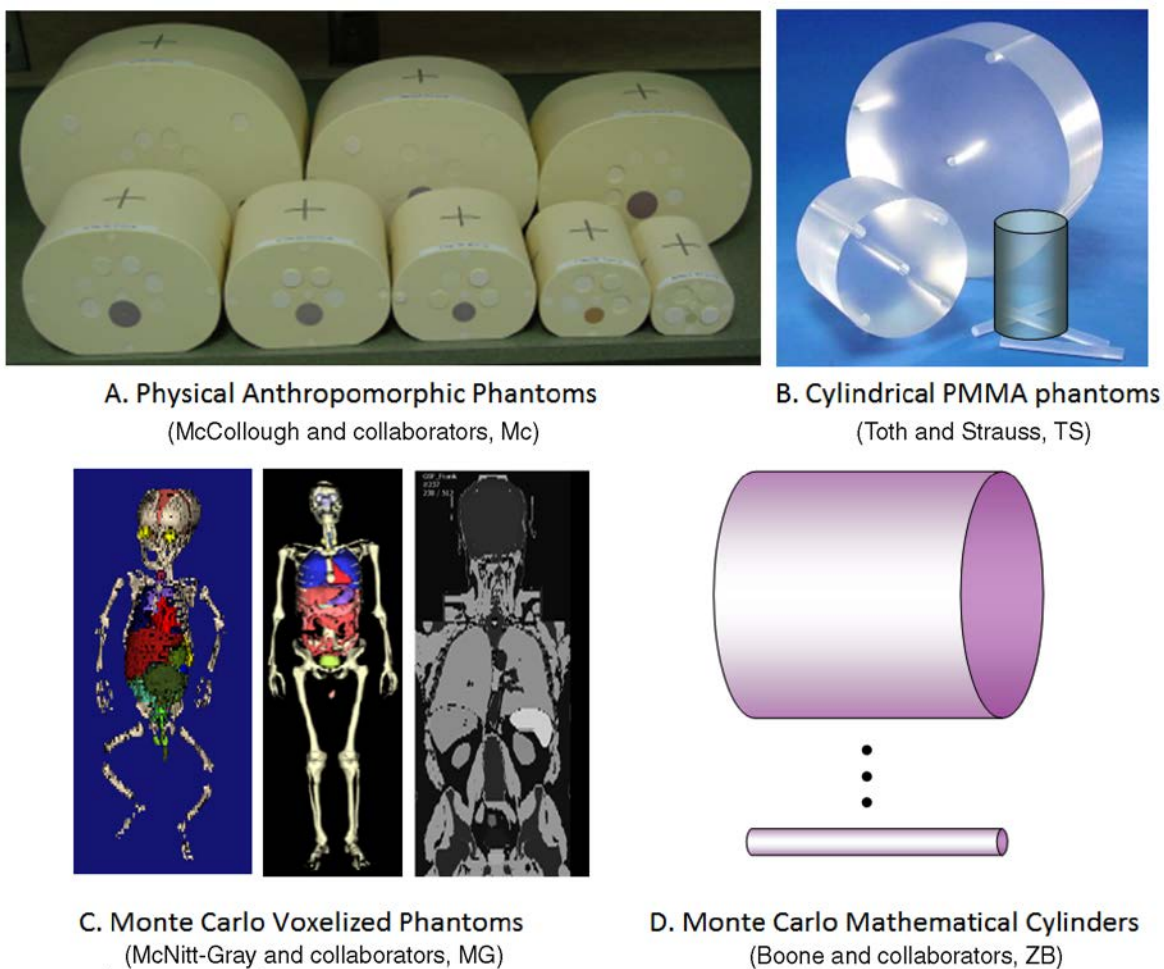 A. Physical Anthropomorphic Phantoms
(McCollough and collaborators, Mc)
B. Cylindrical PMMA phantoms
(Toth and Strauss, TS)
C. Monte Carlo Voxelized Phantoms
(McNitt-Gray and collaborators, MG)
D. Monte Carlo Mathematical Cylinders
(Boone and collaborators, ZB)